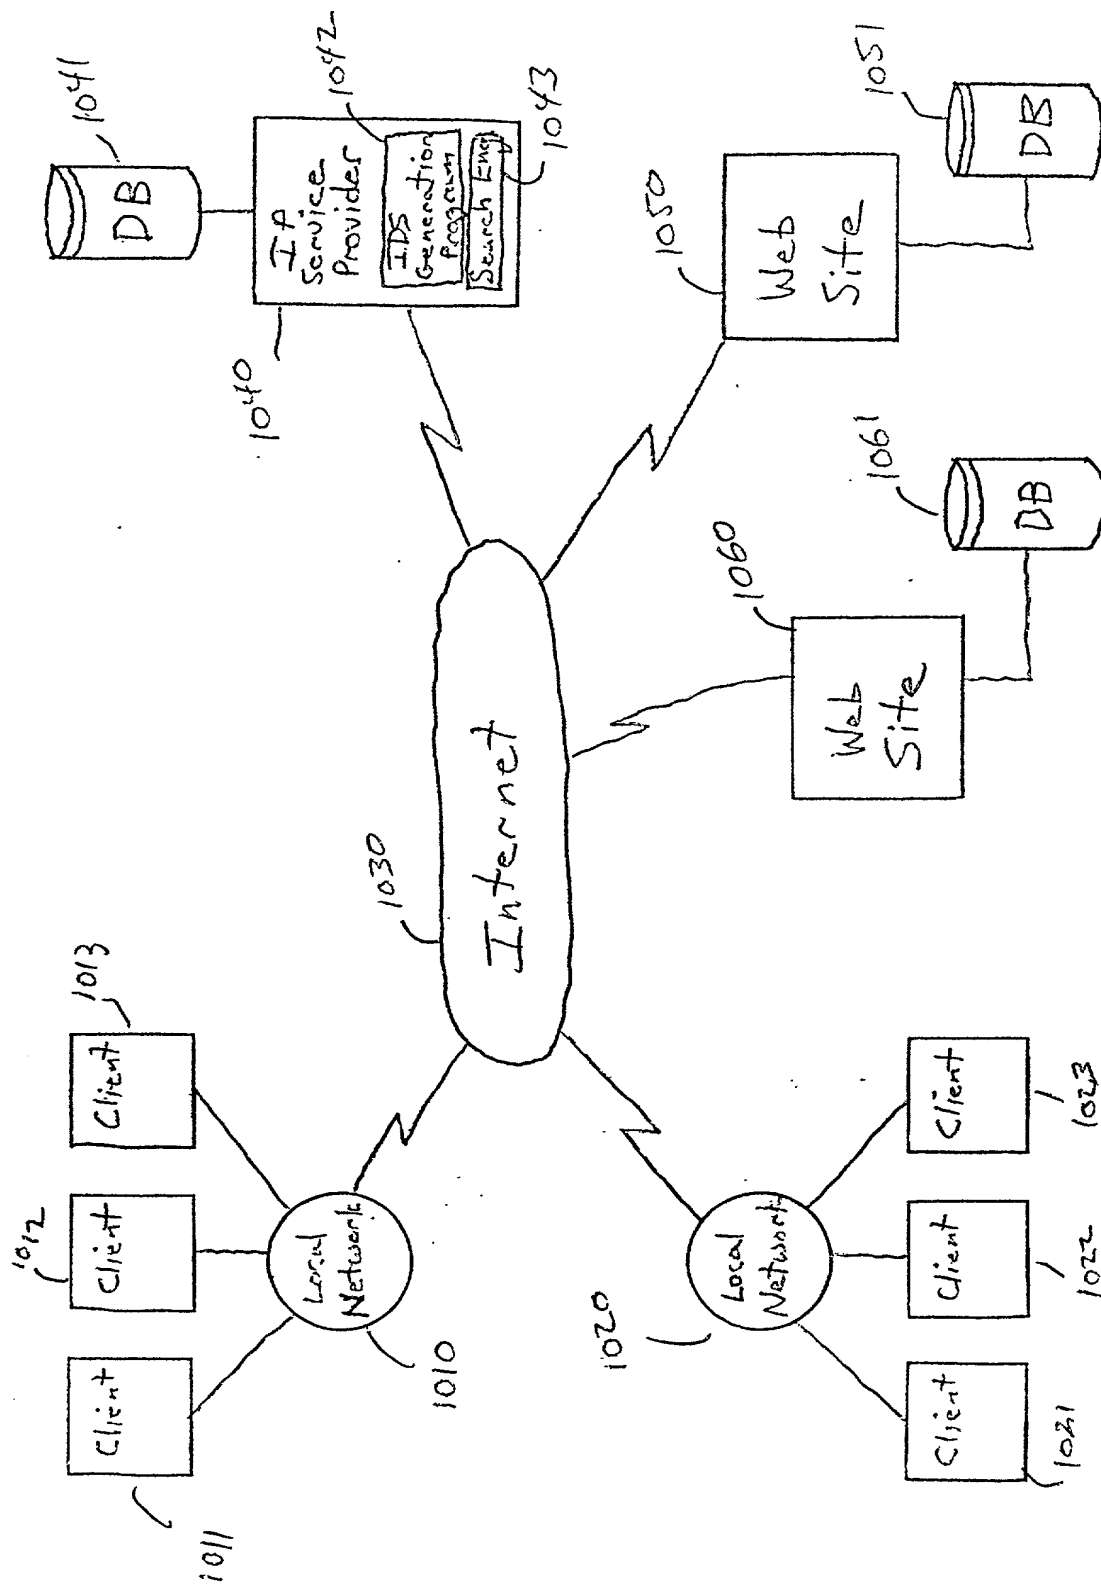 1011
Client
1012
Client
1013
Client
Local
Network
1010
1030
Internet
1041
DB
1040
IP
Service
Provider
1042
IDS
Generation
Program
Search Eng
1043
1020
Local
Network
1021
Client
1022
Client
1023
Client
1060
Web
Site
1061
DB
1050
Web
Site
1051
DB